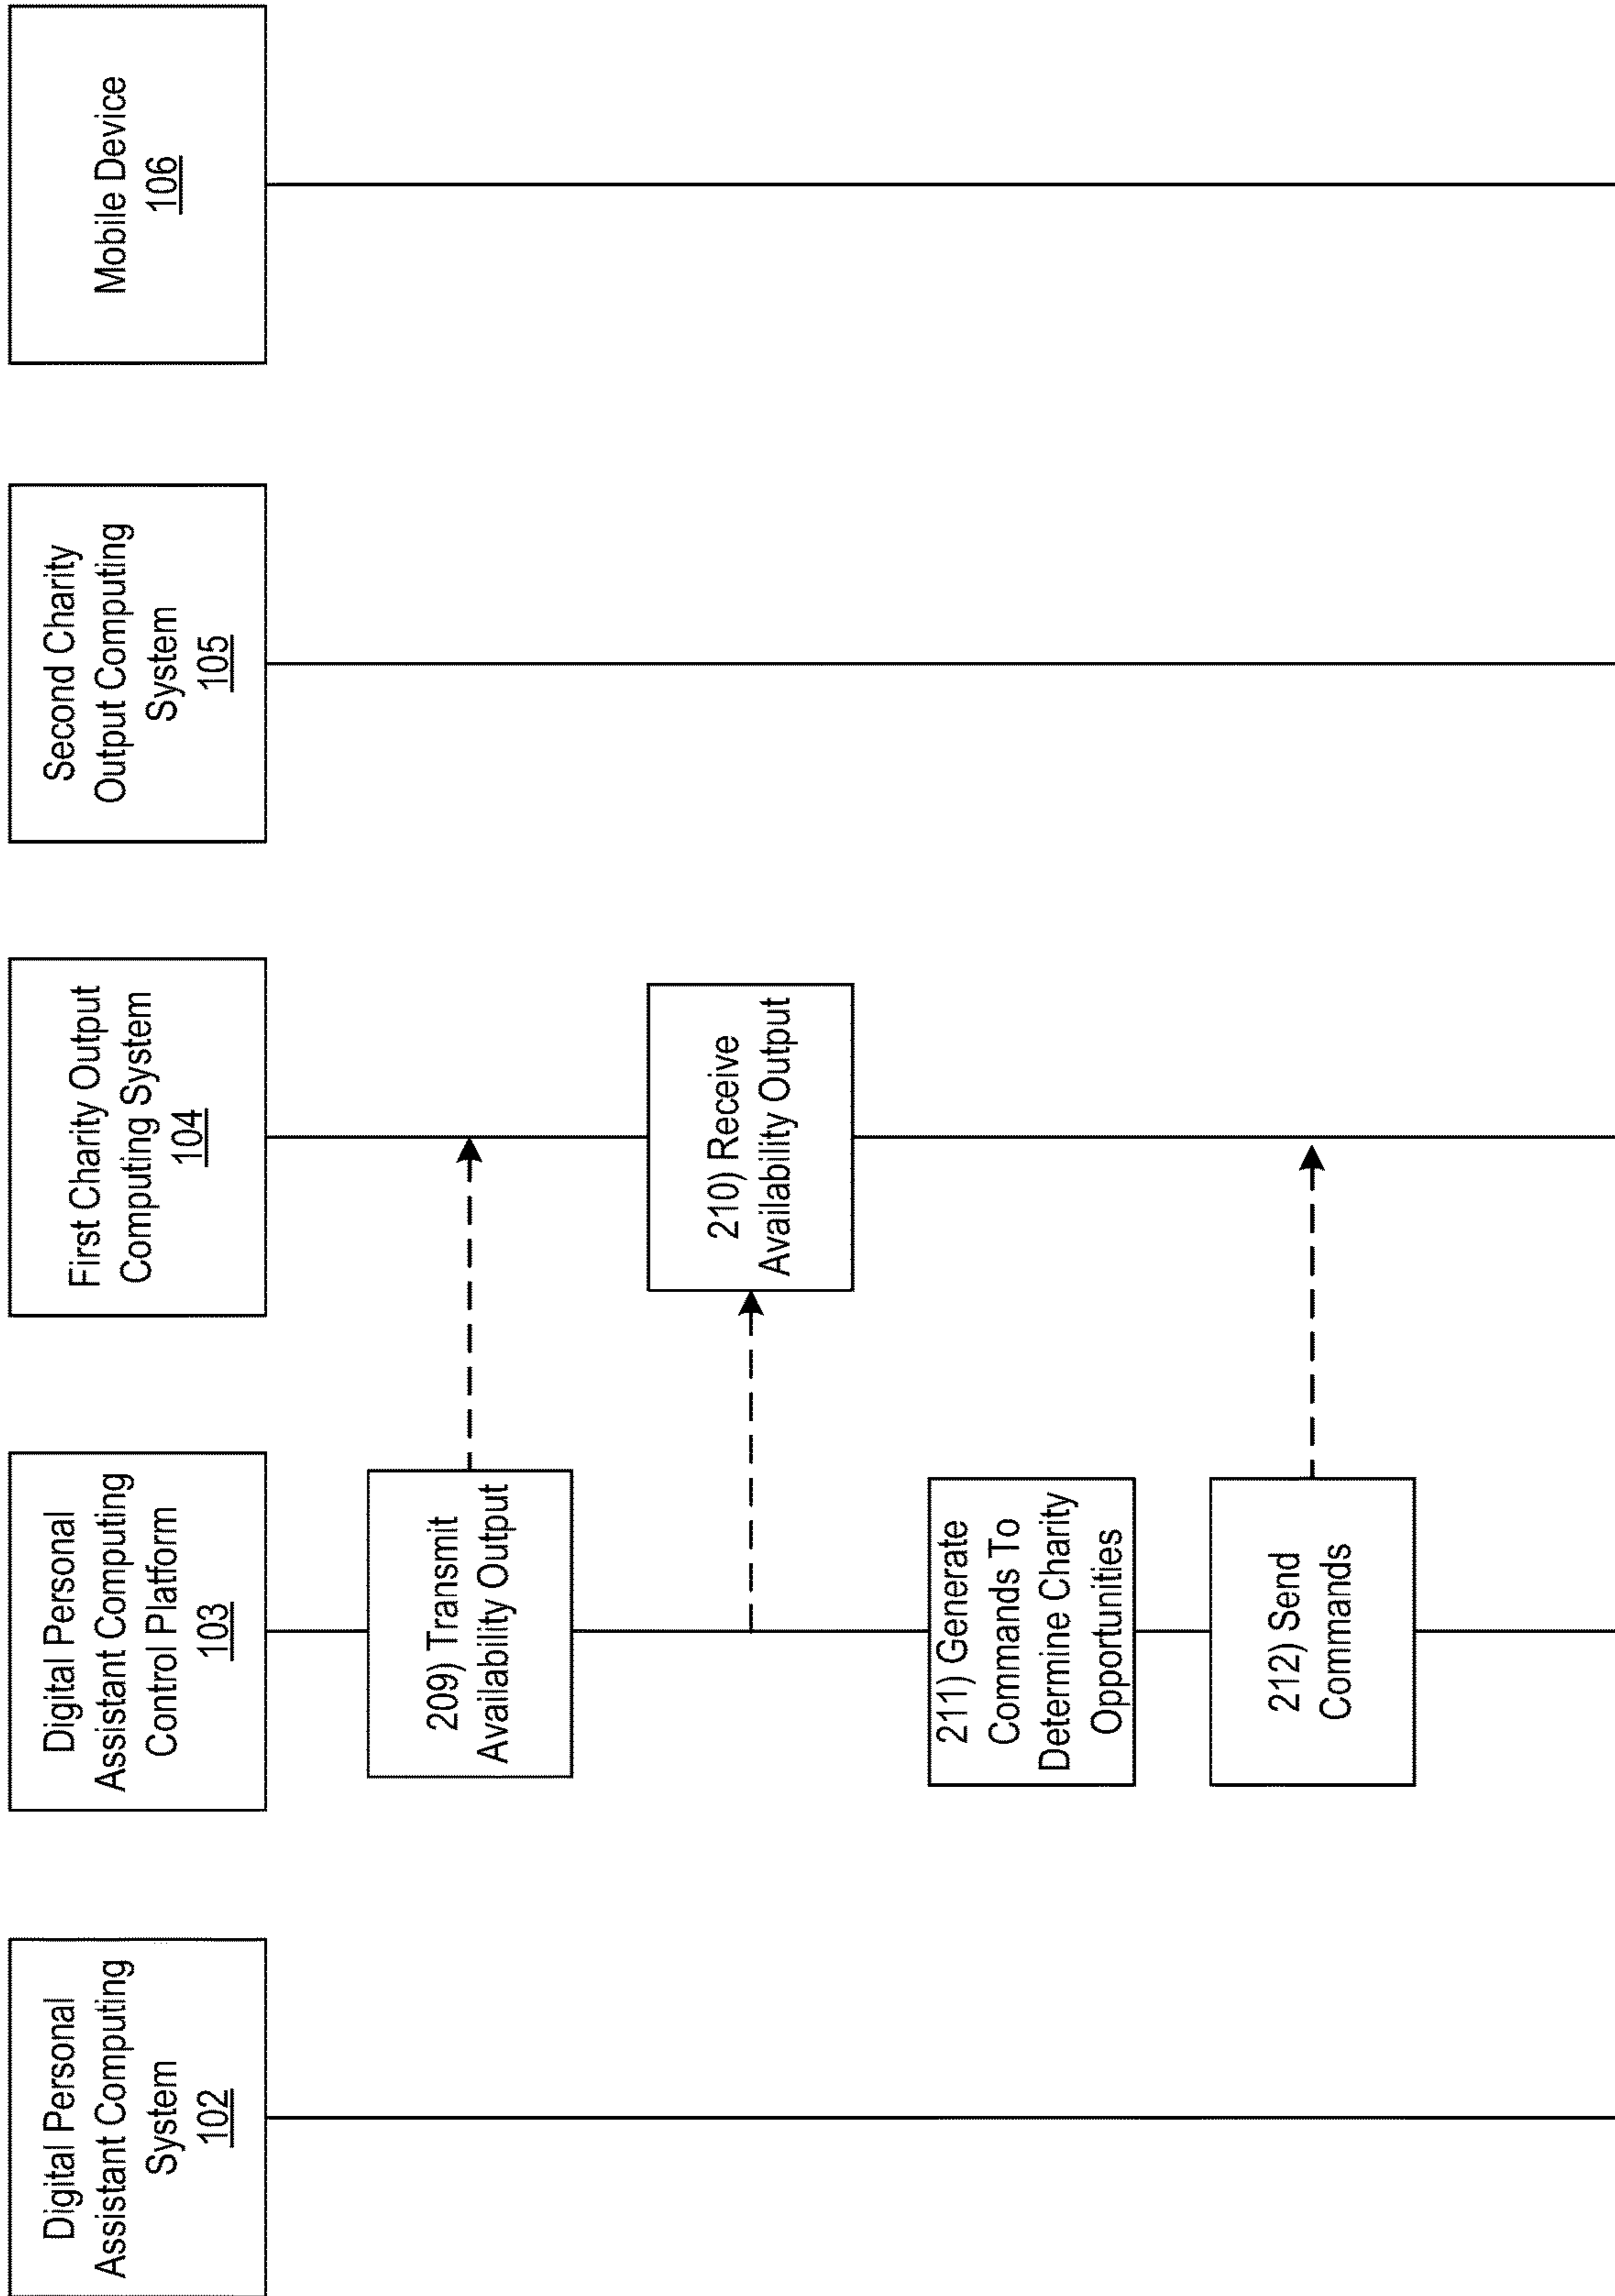 Digital Personal
Assistant Computing
System
102
Digital Personal
Assistant Computing
Control Platform
103
First Charity Output
Computing System
104
Second Charity
Output Computing
System
105
Mobile Device
106
209) Transmit
Availability Output
210) Receive
Availability Output
211) Generate
Commands To
Determine Charity
Opportunities
212) Send
Commands